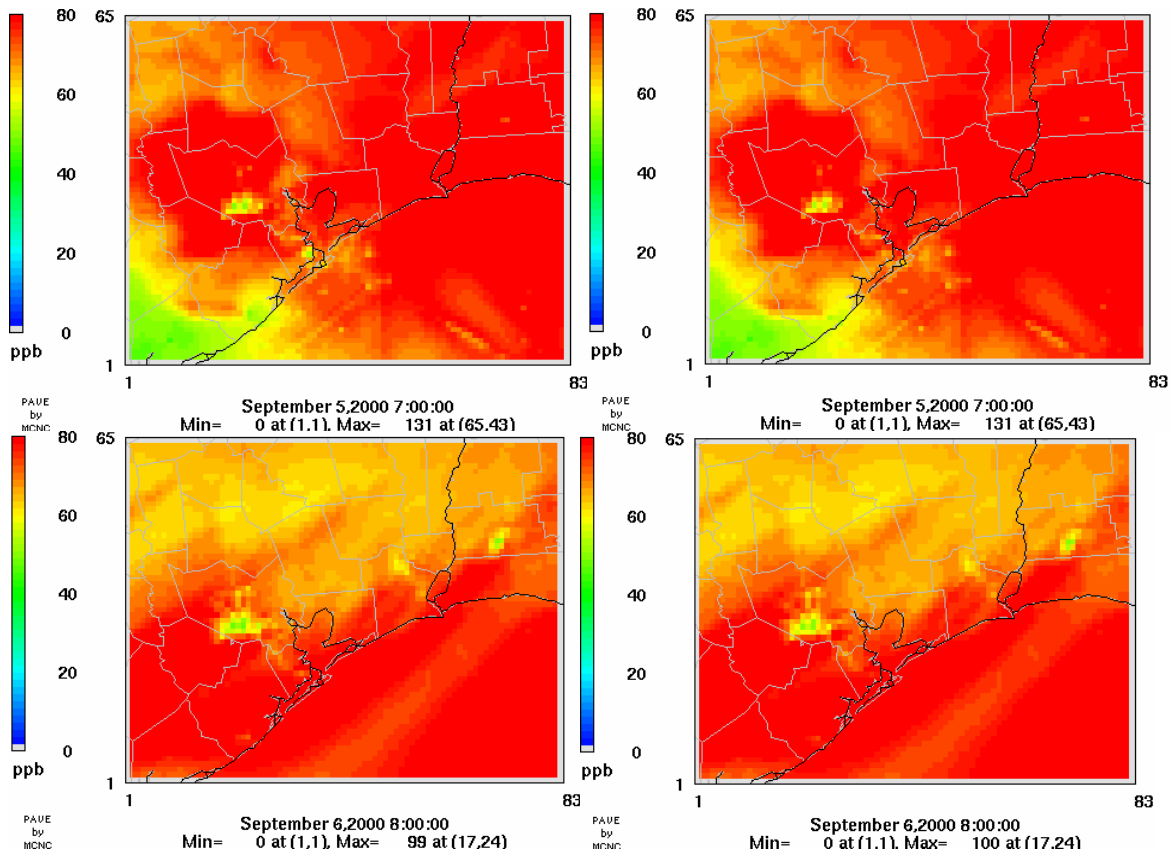 80 65 80 65
60 60
40 40
20 20
0 0
ppb 1 ppb 1
1 83 1 83
PAVE by MCNC September 5,2000 7:00:00 PAVE by MCNC September 5,2000 7:00:00
Min= 0 at (1,1), Max= 131 at (65,43) Min= 0 at (1,1), Max= 131 at (65,43)
80 65 80 65
60 60
40 40
20 20
0 0
ppb 1 ppb 1
1 83 1 83
PAVE by MCNC September 6,2000 8:00:00 PAVE by MCNC September 6,2000 8:00:00
Min= 0 at (1,1), Max= 99 at (17,24) Min= 0 at (1,1), Max= 100 at (17,24)